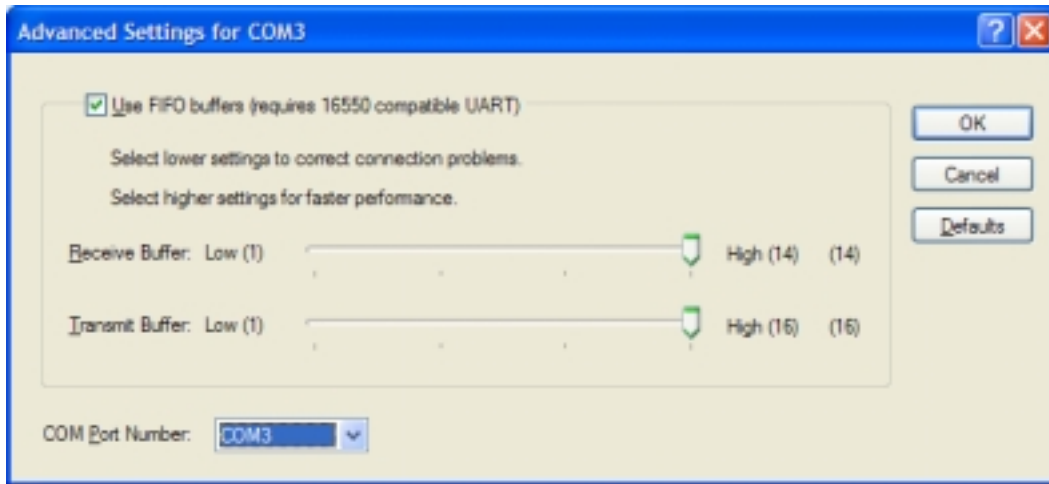 Advanced Settings for COM3
Use FIFO buffers (requires 16550 compatible UART)
OK
Select lower settings to correct connection problems.
Cancel
Select higher settings for faster performance.
Defaults
Receive Buffer: Low (1) High (14) (14)
Transmit Buffer: Low (1) High (16) (16)
COM Port Number: COM3